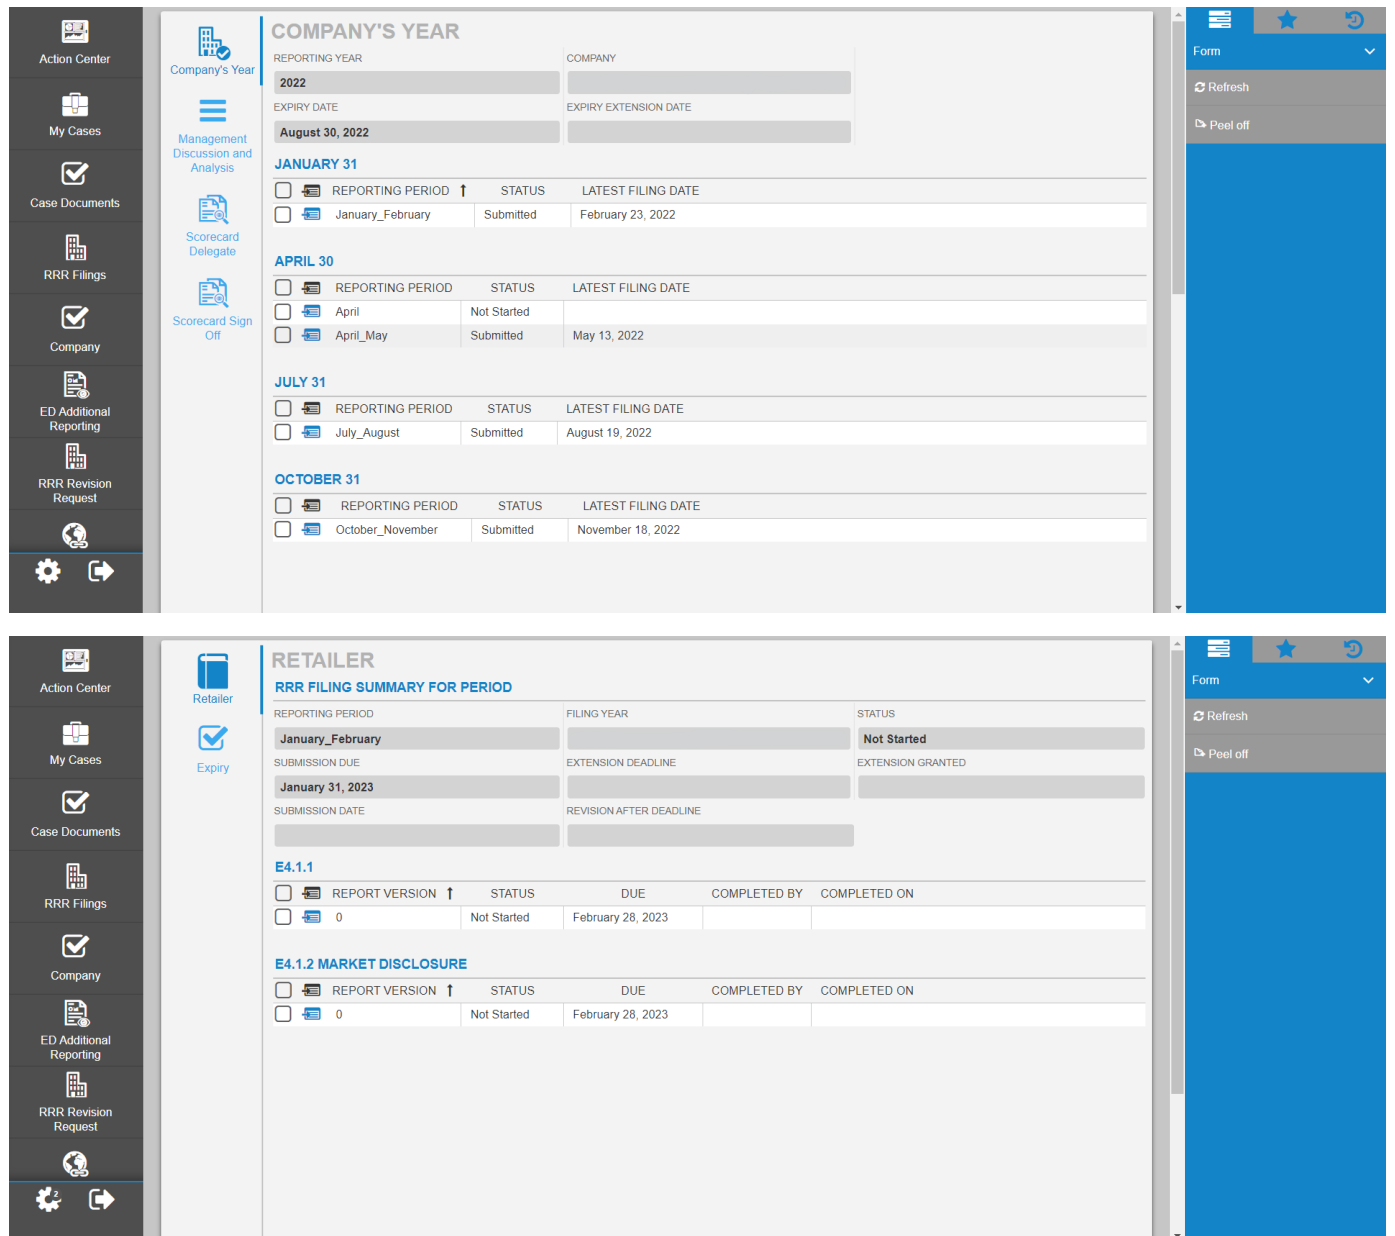 Action Center
My Cases
Case Documents
RRR Filings
Company
ED Additional
Reporting
RRR Revision
Request
Company's Year
Management
Discussion and
Analysis
Scorecard
Delegate
Scorecard Sign
Off
COMPANY'S YEAR
REPORTING YEAR COMPANY
2022
EXPIRY DATE EXPIRY EXTENSION DATE
August 30, 2022
JANUARY 31
REPORTING PERIOD STATUS LATEST FILING DATE
January_February Submitted February 23, 2022
APRIL 30
REPORTING PERIOD STATUS LATEST FILING DATE
April Not Started
April_May Submitted May 13, 2022
JULY 31
REPORTING PERIOD STATUS LATEST FILING DATE
July_August Submitted August 19, 2022
OCTOBER 31
REPORTING PERIOD STATUS LATEST FILING DATE
October_November Submitted November 18, 2022
Form
Refresh
Peel off
Action Center
My Cases
Case Documents
RRR Filings
Company
ED Additional
Reporting
RRR Revision
Request
2
Retailer
Expiry
RETAILER
RRR FILING SUMMARY FOR PERIOD
REPORTING PERIOD FILING YEAR STATUS
January_February Not Started
SUBMISSION DUE EXTENSION DEADLINE EXTENSION GRANTED
January 31, 2023
SUBMISSION DATE REVISION AFTER DEADLINE
E4.1.1
REPORT VERSION STATUS DUE COMPLETED BY COMPLETED ON
0 Not Started February 28, 2023
E4.1.2 MARKET DISCLOSURE
REPORT VERSION STATUS DUE COMPLETED BY COMPLETED ON
0 Not Started February 28, 2023
Form
Refresh
Peel off